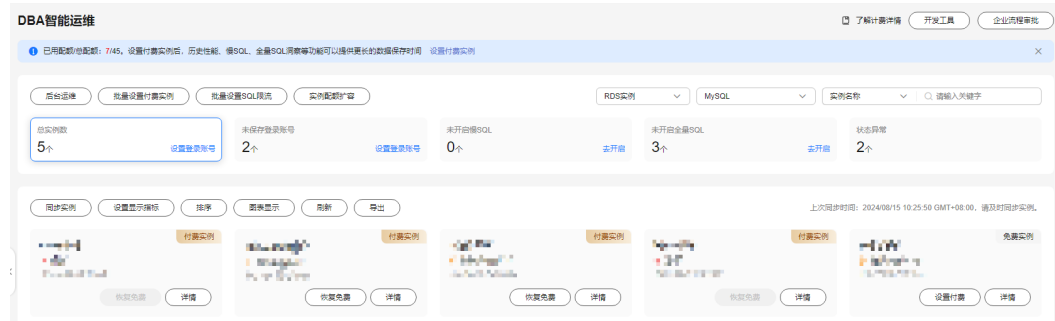 DBA智能运维
了解计费详情 开发工具 企业流程审批
已用配额/总配额：7/45。设置付费实例后，历史性能、慢SQL、全量SQL洞察等功能可以提供更长的数据保存时间 设置付费实例
后台运维 批量设置付费实例 批量设置SQL限流 实例配额扩容 RDS实例 MySQL 实例名称 请输入关键字
总实例数 未保存登录账号 未开启慢SQL 未开启全量SQL 状态异常
5个 设置登录账号 2个 设置登录账号 0个 去开启 3个 去开启 2个
同步实例 设置显示指标 排序 图表显示 刷新 导出 上次同步时间：2024/08/15 10:25:50 GMT+08:00，请及时同步实例。
付费实例 付费实例 付费实例 付费实例 免费实例
恢复免费 详情 恢复免费 详情 恢复免费 详情 恢复免费 详情 设置付费 详情